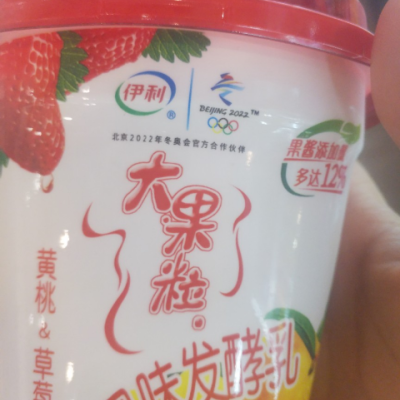 伊利
®
BEIJING 2022™
北京2022年冬奥会官方合作伙伴
果酱添加量
多达12%
大果粒
黄桃&草莓
风味发酵乳